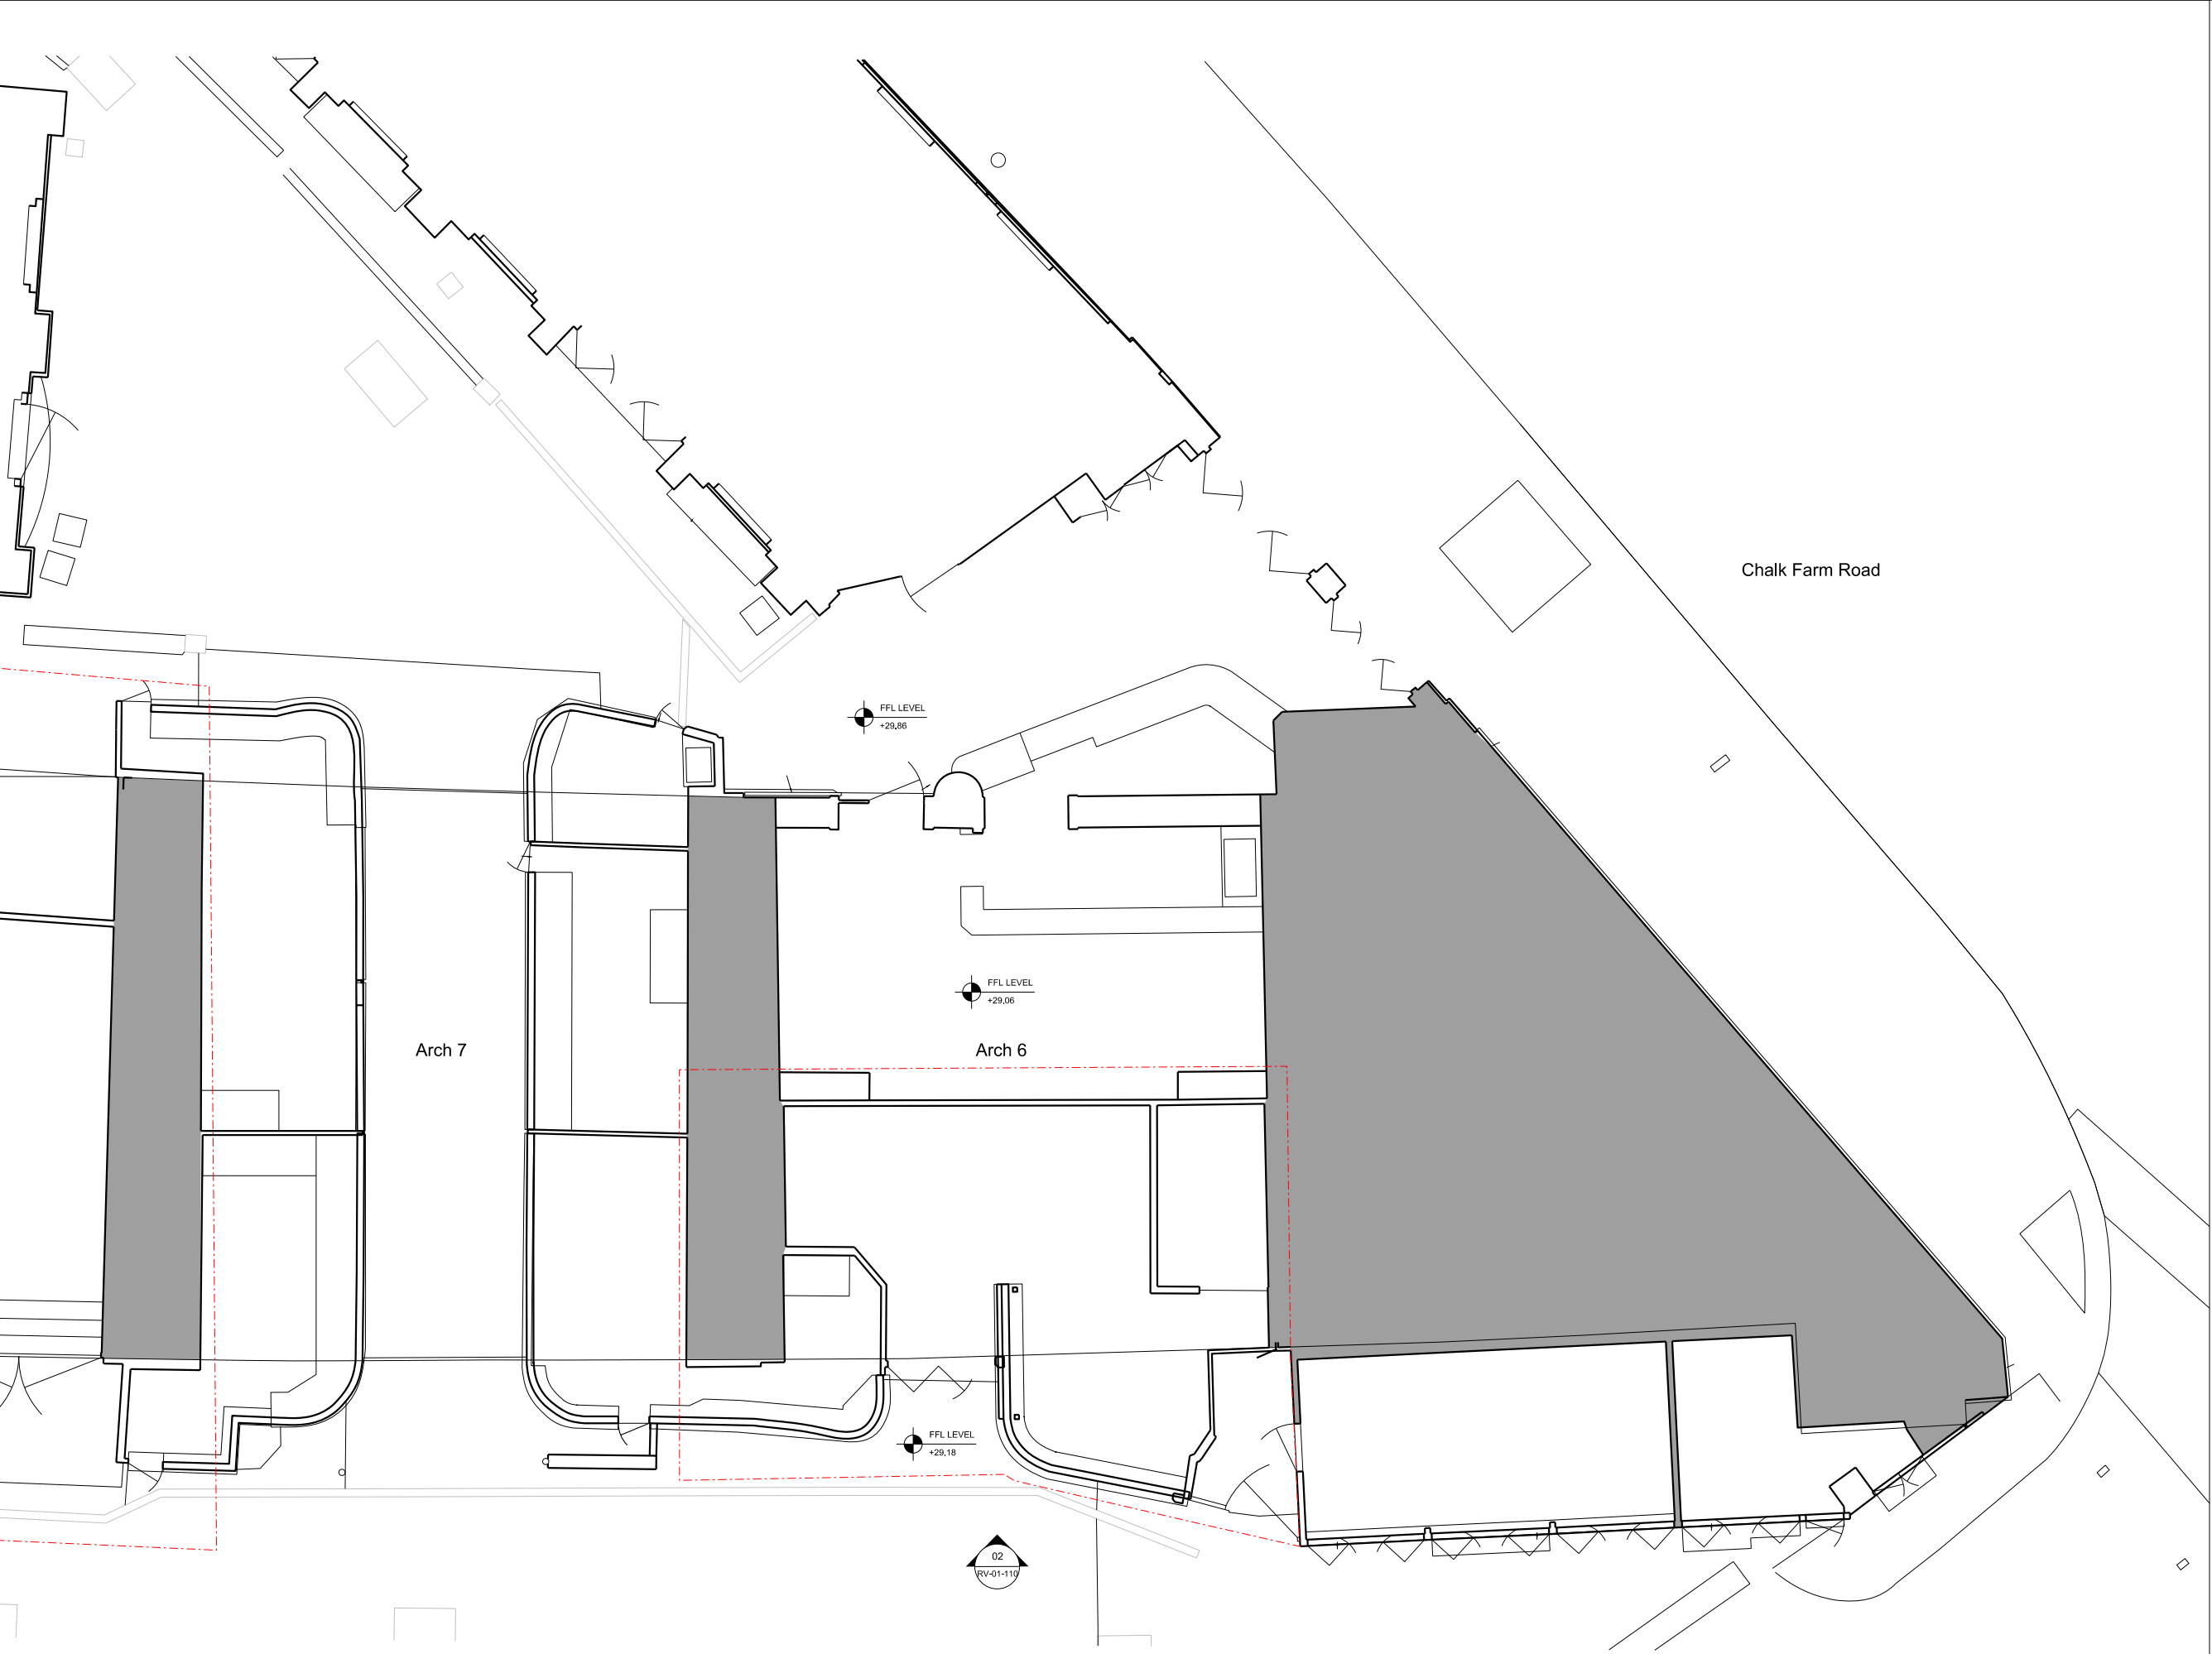 Chalk Farm Road
FFL LEVEL
+29,86
FFL LEVEL
+29,06
Arch 7
Arch 6
FFL LEVEL
+29,18
02
RV-01-110